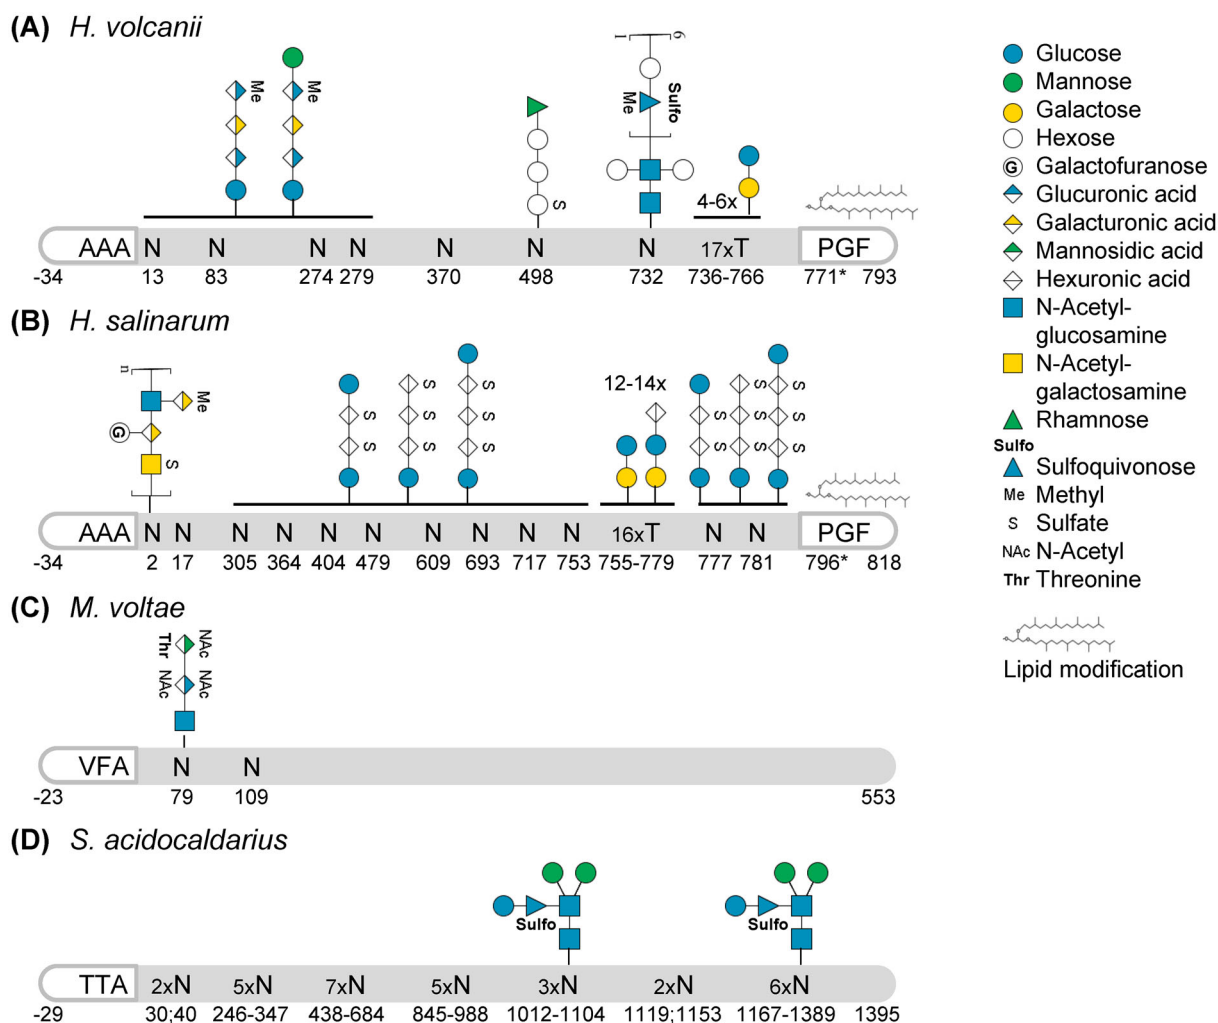 (A) H. volcanii
Me
Me
1
6
Me
Sulfo
S
4-6x
AAA N N N N N N N 17xT PGF
-34 13 83 274 279 370 498 732 736-766 771* 793
(B) H. salinarum
n
Me
G
S
S
S
S
S
S
S
S
12-14x
S
S
S
S
S
S
S
S
AAA N N N N N N N N N N 16xT N N PGF
-34 2 17 305 364 404 479 609 693 717 753 755-779 777 781 796* 818
(C) M. voltae
Thr
NAc
NAc
NAc
VFA N N
-23 79 109 553
(D) S. acidocaldarius
Sulfo
Sulfo
TTA 2xN 5xN 7xN 5xN 3xN 2xN 6xN
-29 30;40 246-347 438-684 845-988 1012-1104 1119;1153 1167-1389 1395
Glucose
Mannose
Galactose
Hexose
G Galactofuranose
Glucuronic acid
Galacturonic acid
Mannosidic acid
Hexuronic acid
N-Acetyl-
glucosamine
N-Acetyl-
galactosamine
Rhamnose
Sulfo
Sulfoquivonose
Me Methyl
S Sulfate
NAc N-Acetyl
Thr Threonine
Lipid modification